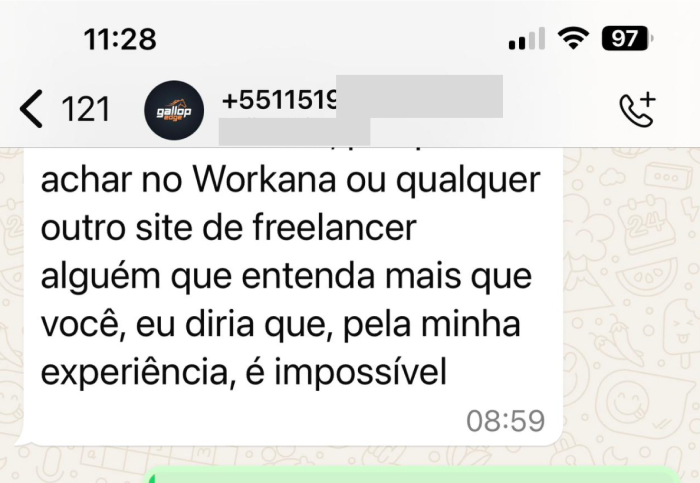 11:28
97
121
gallop
edge
+5511519
achar no Workana ou qualquer
outro site de freelancer
alguém que entenda mais que
você, eu diria que, pela minha
experiência, é impossível
08:59